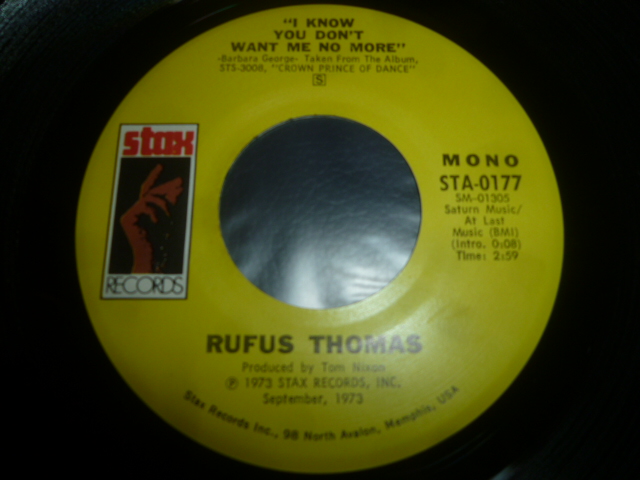 "I KNOW
YOU DON'T
WANT ME NO MORE"
-Barbara George- Taken From The Album,
STS-3008, "CROWN PRINCE OF DANCE"
S
stax
RECORDS
MONO
STA-0177
SM-01305
Saturn Music/
At Last
Music (BMI)
(Intro. 0:08)
Time: 2:59
RUFUS THOMAS
Produced by Tom Nixon
℗ 1973 STAX RECORDS, INC.
September, 1973
Stax Records Inc., 98 North Avalon, Memphis, USA